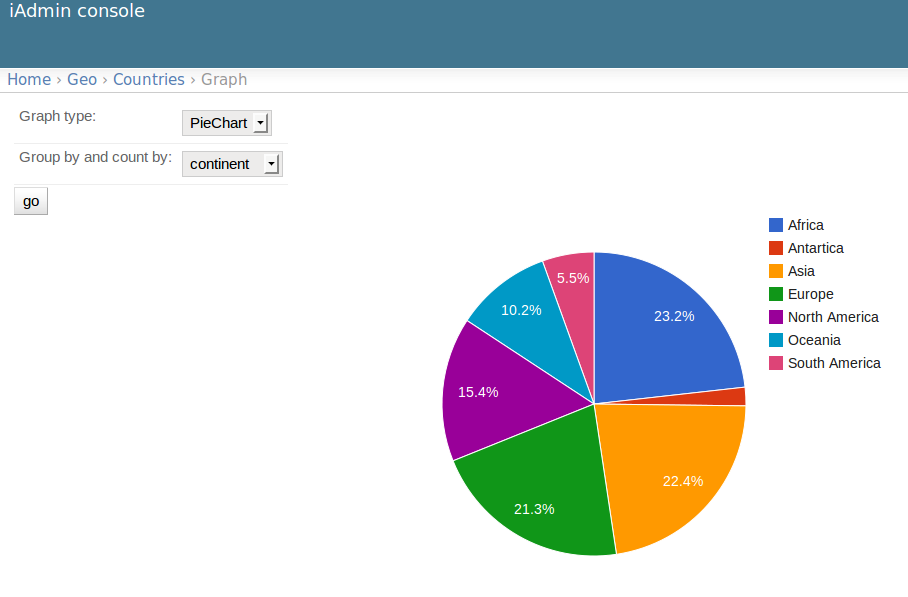 iAdmin console
Home › Geo › Countries › Graph
Graph type: PieChart
Group by and count by: continent
go
Africa
Antartica
Asia
Europe
North America
Oceania
South America
5.5%
10.2%
23.2%
15.4%
22.4%
21.3%